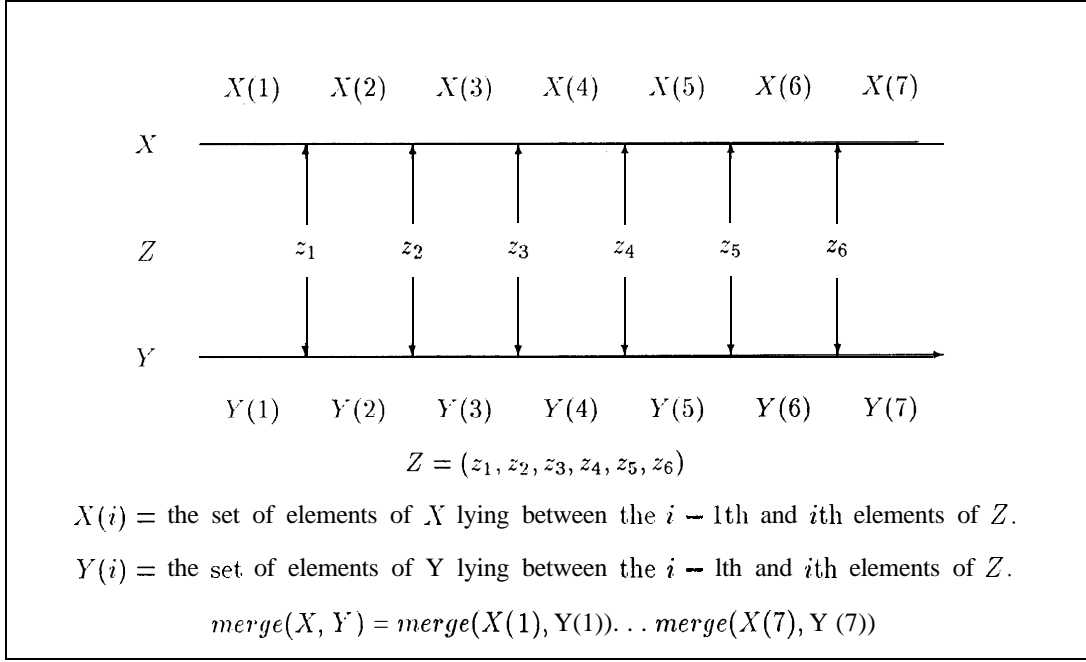 X(1) X(2) X(3) X(4) X(5) X(6) X(7)
X
Z z₁ z₂ z₃ z₄ z₅ z₆
Y
Y(1) Y(2) Y(3) Y(4) Y(5) Y(6) Y(7)
Z = (z₁, z₂, z₃, z₄, z₅, z₆)
X(i) = the set of elements of X lying between the i – 1th and ith elements of Z.
Y(i) = the set of elements of Y lying between the i – lth and ith elements of Z.
merge(X, Y) = merge(X(1), Y(1)). . . merge(X(7), Y (7))